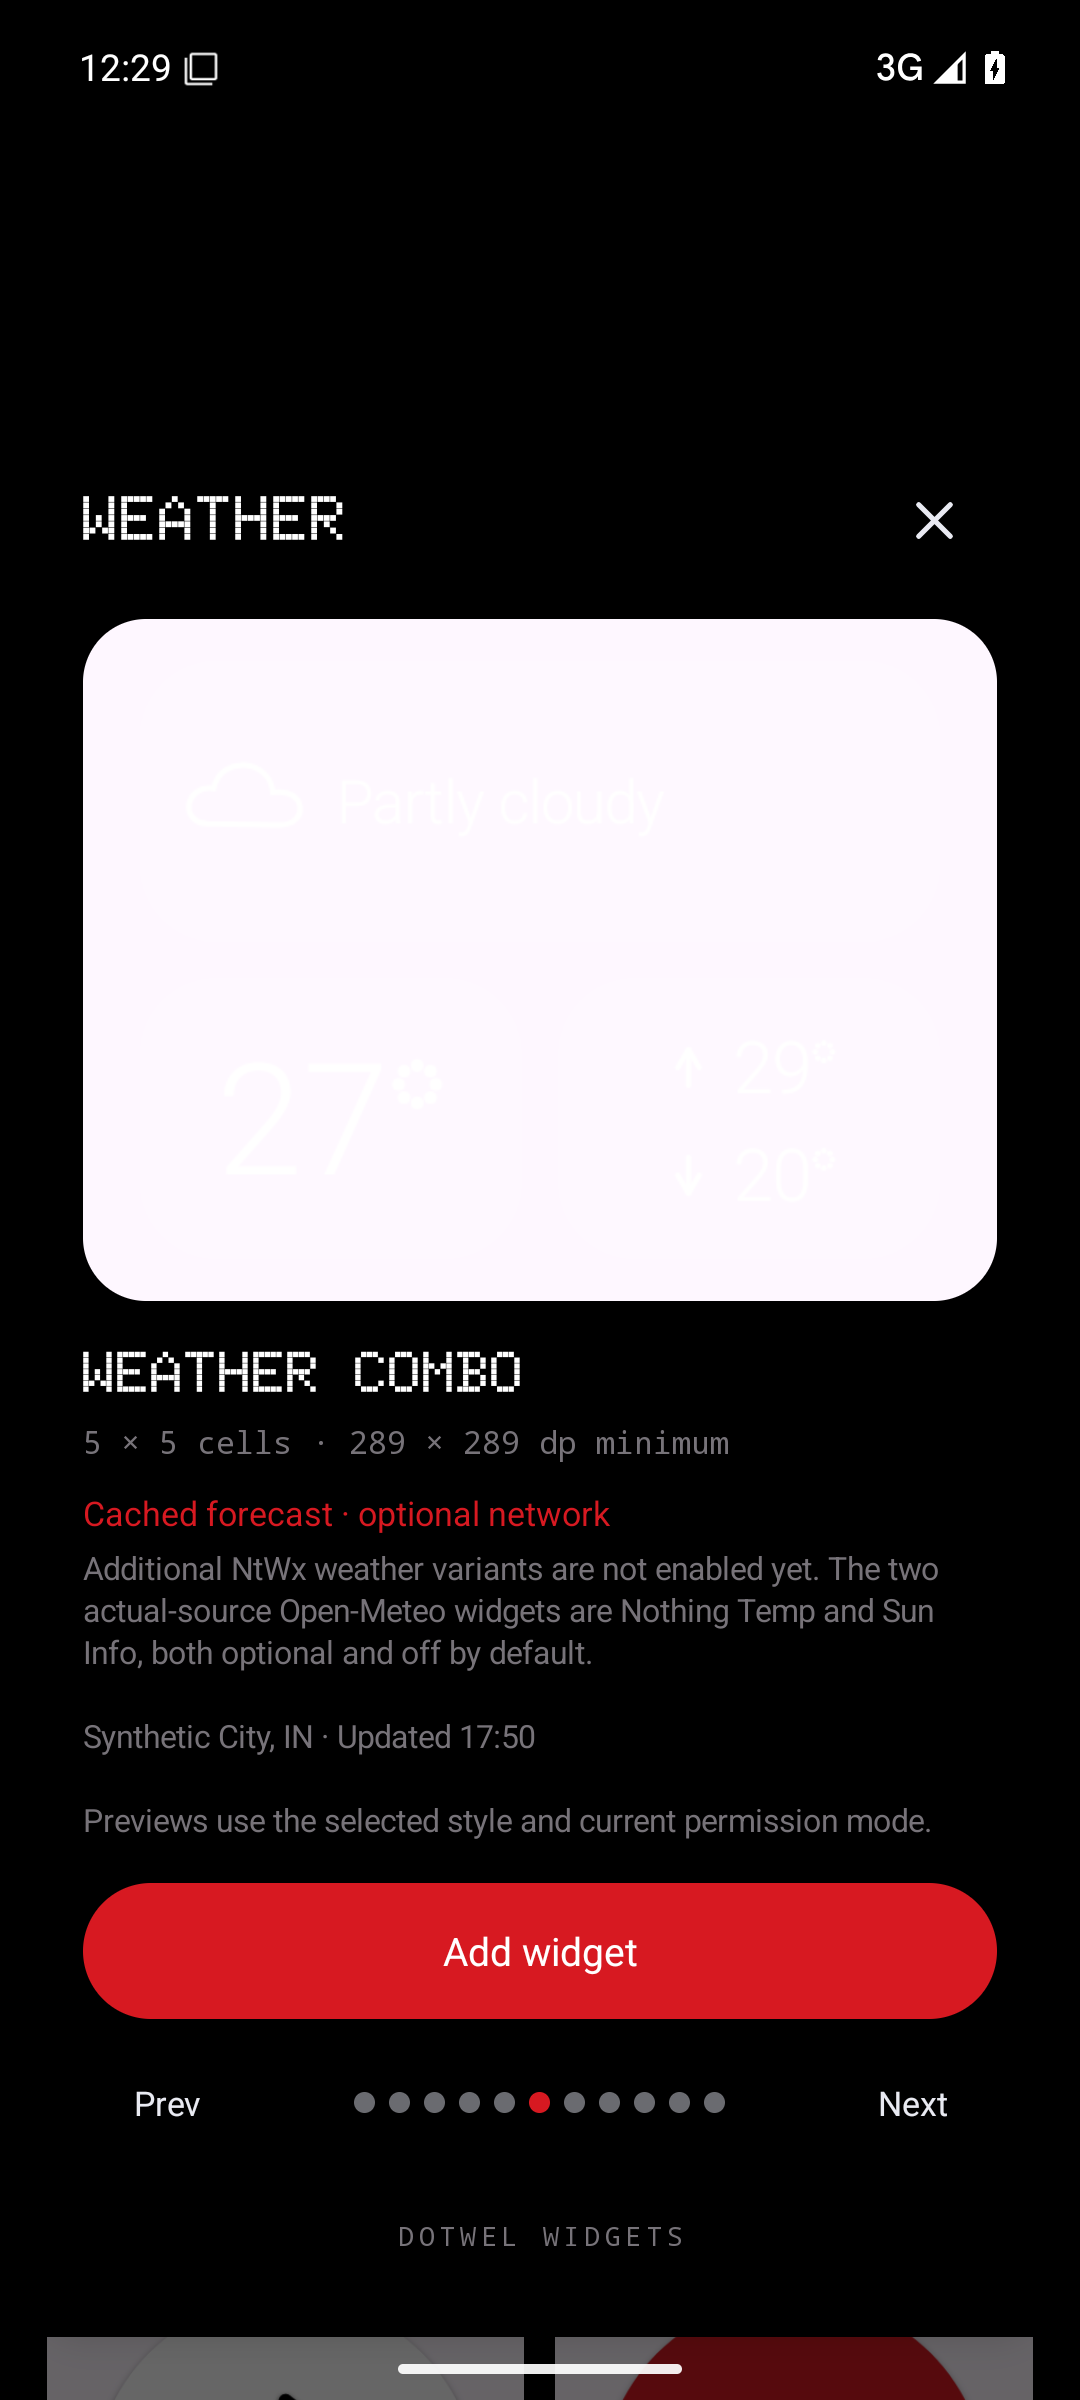 12:29
3G
WEATHER
Partly cloudy
27°
↑ 29°
↓ 20°
WEATHER COMBO
5 × 5 cells · 289 × 289 dp minimum
Cached forecast · optional network
Additional NtWx weather variants are not enabled yet. The two
actual-source Open-Meteo widgets are Nothing Temp and Sun
Info, both optional and off by default.
Synthetic City, IN · Updated 17:50
Previews use the selected style and current permission mode.
Add widget
Prev
Next
DOTWEL WIDGETS